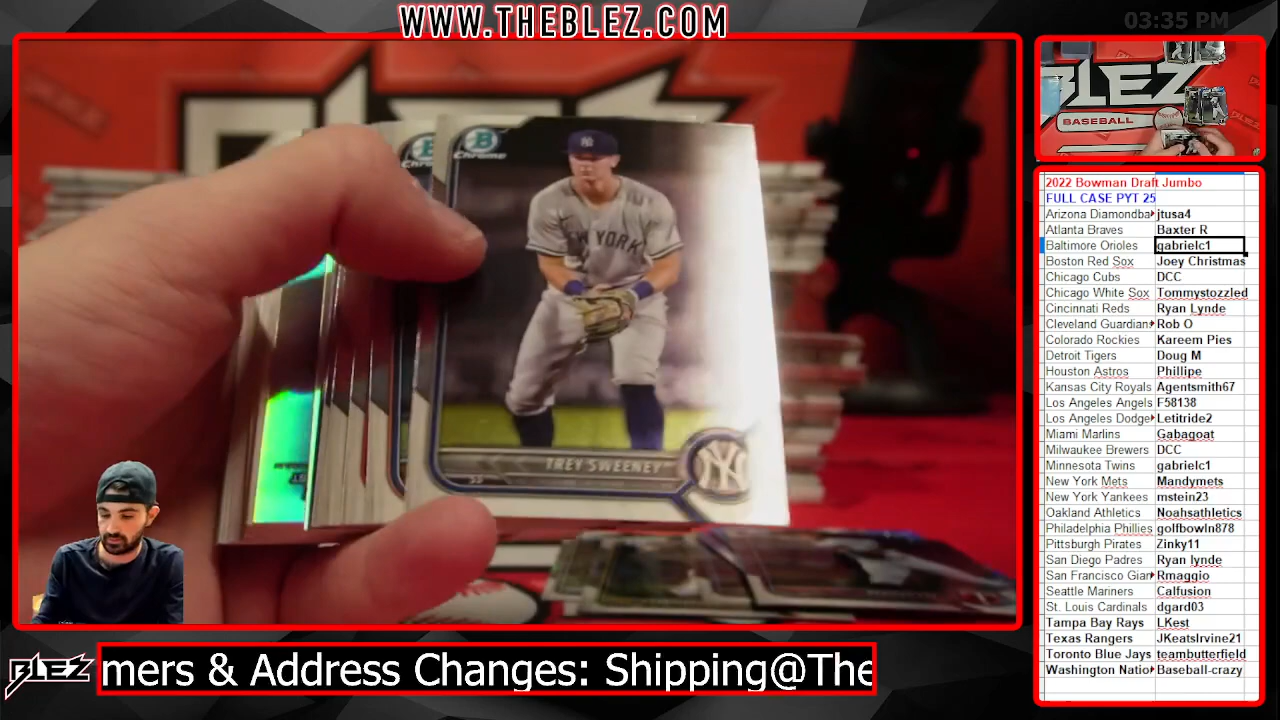 WWW.THEBLEZ.COM
03:35 PM
Chrome
NEW YORK
TREY SWEENEY
SS
NY
BLEZ
BASEBALL
2022 Bowman Draft Jumbo
FULL CASE PYT 25
Arizona Diamondba jtusa4
Atlanta Braves Baxter R
Baltimore Orioles gabrielc1
Boston Red Sox Joey Christmas
Chicago Cubs DCC
Chicago White Sox Tommystozzled
Cincinnati Reds Ryan Lynde
Cleveland Guardian Rob O
Colorado Rockies Kareem Pies
Detroit Tigers Doug M
Houston Astros Phillipe
Kansas City Royals Agentsmith67
Los Angeles Angels F58138
Los Angeles Dodge Letitride2
Miami Marlins Gabagoat
Milwaukee Brewers DCC
Minnesota Twins gabrielc1
New York Mets Mandymets
New York Yankees mstein23
Oakland Athletics Noahsathletics
Philadelphia Phillies golfbowln878
Pittsburgh Pirates Zinky11
San Diego Padres Ryan lynde
San Francisco Gian Rmaggio
Seattle Mariners Calfusion
St. Louis Cardinals dgard03
Tampa Bay Rays LKest
Texas Rangers JKeatsIrvine21
Toronto Blue Jays teambutterfield
Washington Natio Baseball-crazy
BLEZ
mers & Address Changes: Shipping@The